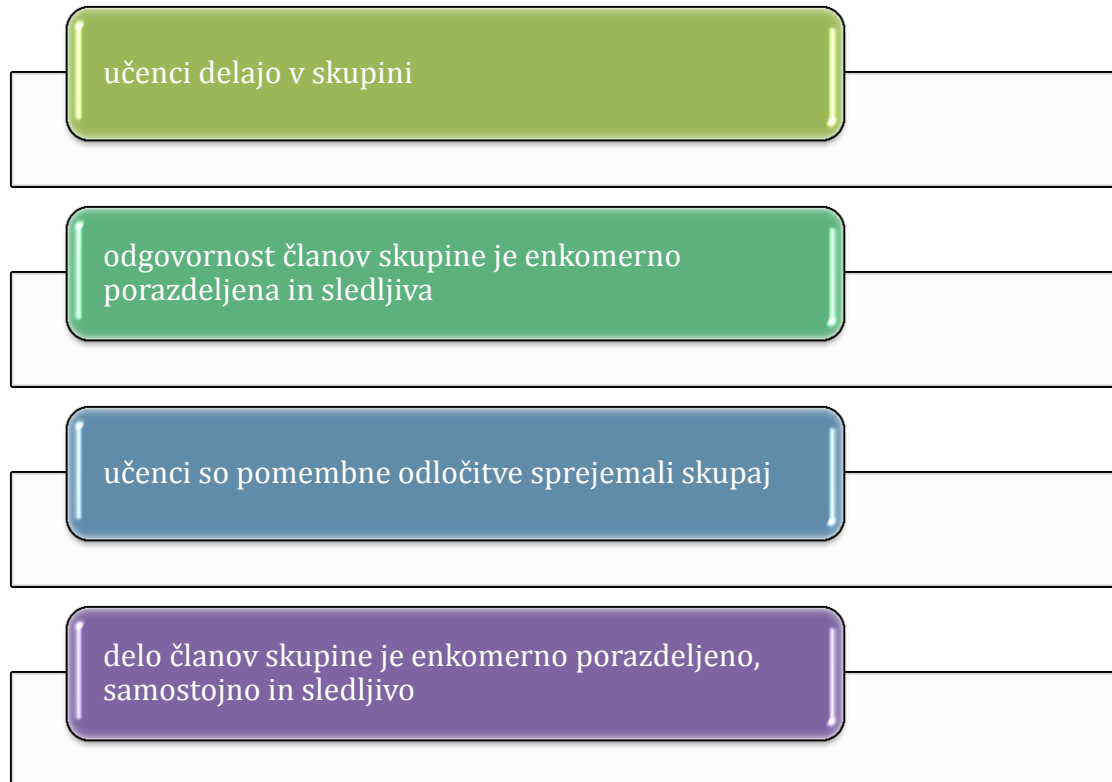 učenci delajo v skupini
odgovornost članov skupine je enkomerno
porazdeljena in sledljiva
učenci so pomembne odločitve sprejemali skupaj
delo članov skupine je enkomerno porazdeljeno,
samostojno in sledljivo